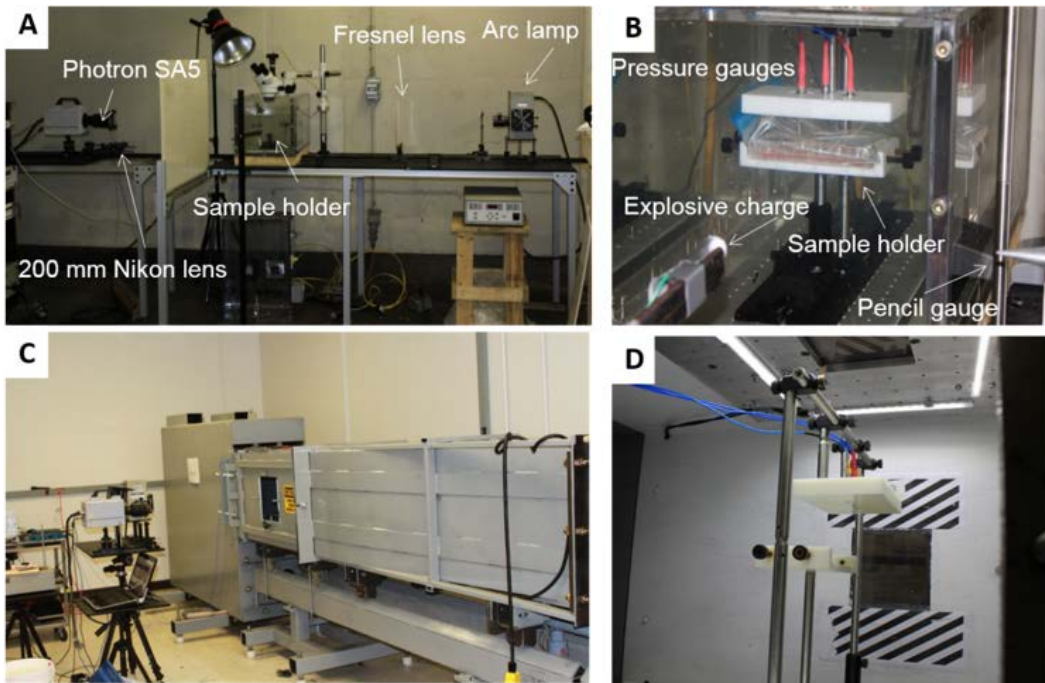 A
Fresnel lens
Arc lamp
Photron SA5
Sample holder
200 mm Nikon lens
B
Pressure gauges
Explosive charge
Sample holder
Pencil gauge
C
D